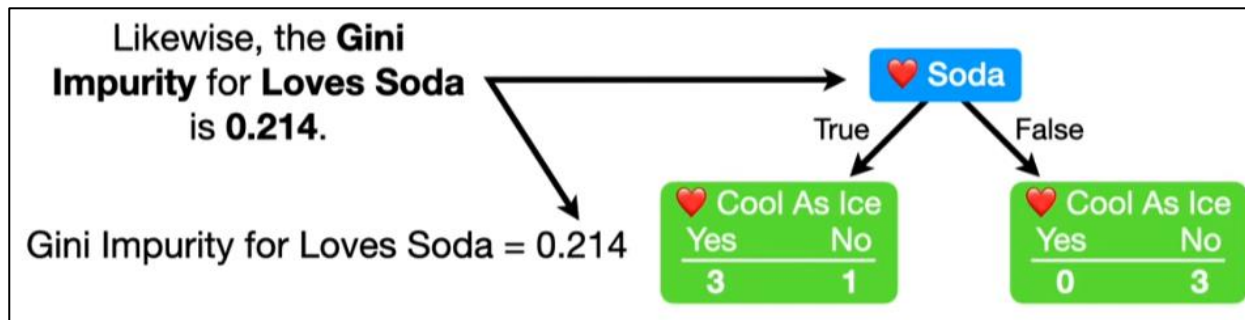 Likewise, the Gini
Impurity for Loves Soda
is 0.214.
❤️ Soda
True
False
Gini Impurity for Loves Soda = 0.214
❤️ Cool As Ice
Yes No
3 1
❤️ Cool As Ice
Yes No
0 3